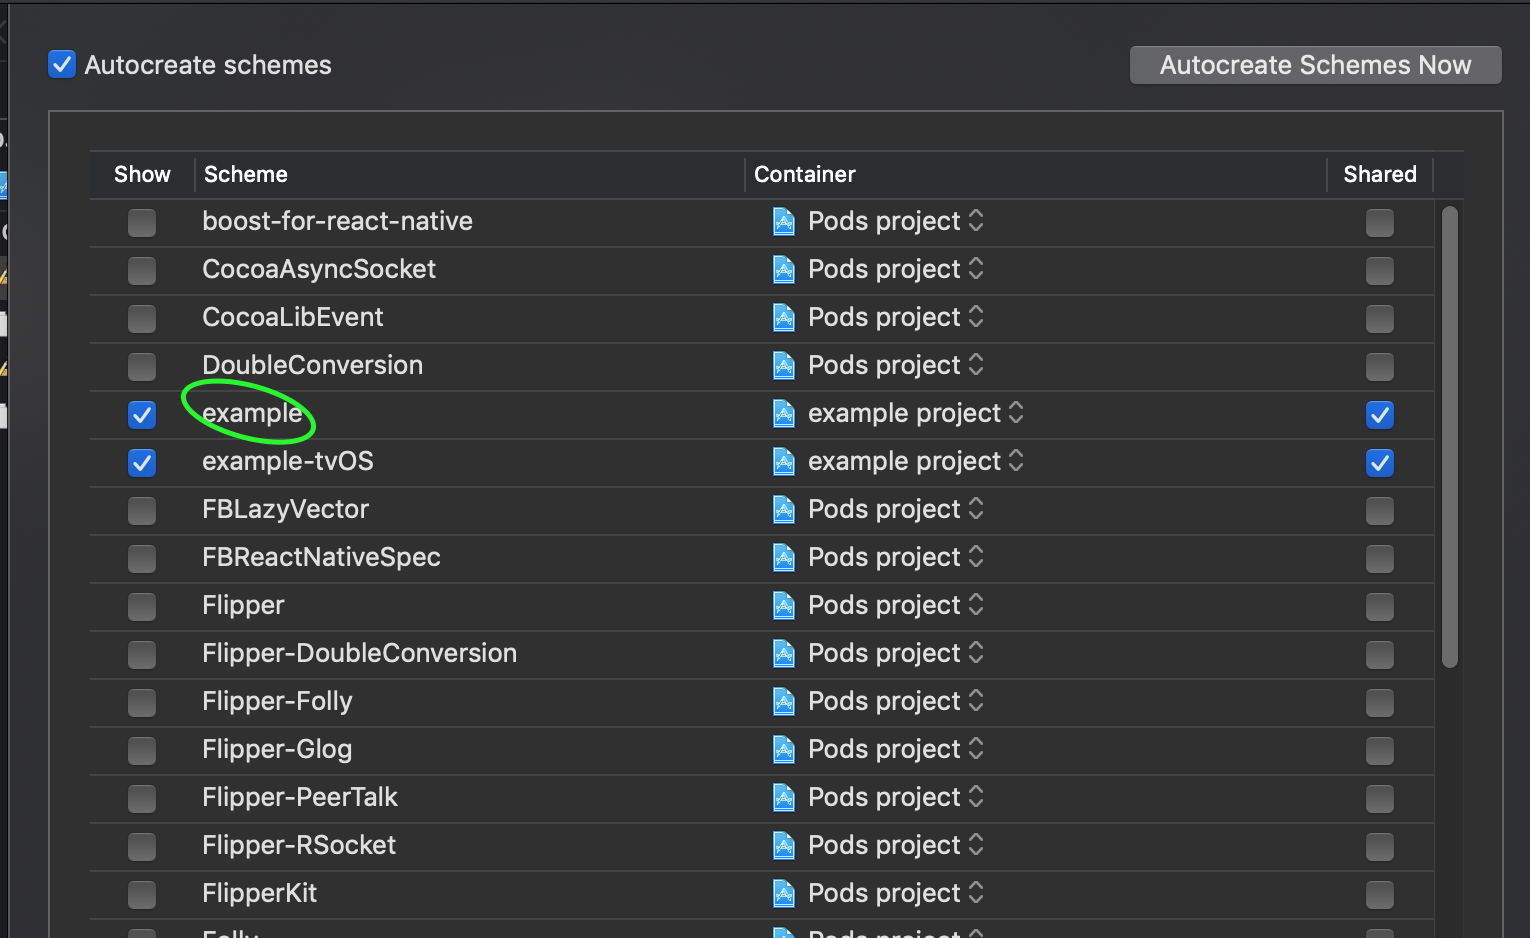 Autocreate schemes
Autocreate Schemes Now
Show Scheme Container Shared
boost-for-react-native Pods project
CocoaAsyncSocket Pods project
CocoaLibEvent Pods project
DoubleConversion Pods project
example example project
example-tvOS example project
FBLazyVector Pods project
FBReactNativeSpec Pods project
Flipper Pods project
Flipper-DoubleConversion Pods project
Flipper-Folly Pods project
Flipper-Glog Pods project
Flipper-PeerTalk Pods project
Flipper-RSocket Pods project
FlipperKit Pods project
Folly Pods project